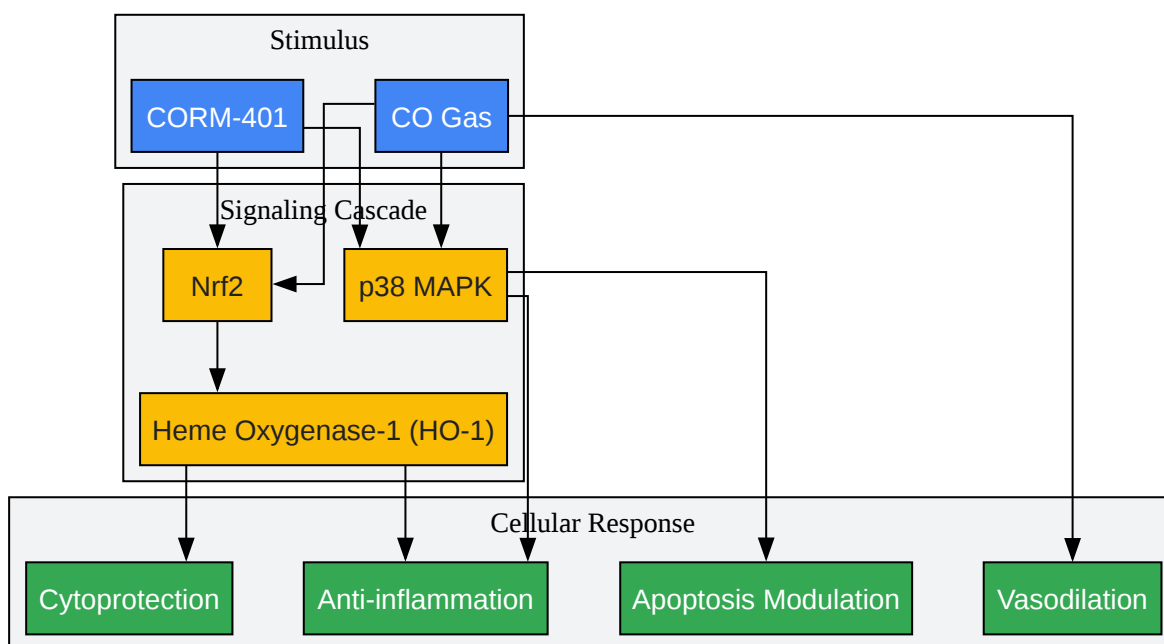 Stimulus
CORM-401
CO Gas
Signaling Cascade
Nrf2
p38 MAPK
Heme Oxygenase-1 (HO-1)
Cellular Response
Cytoprotection
Anti-inflammation
Apoptosis Modulation
Vasodilation